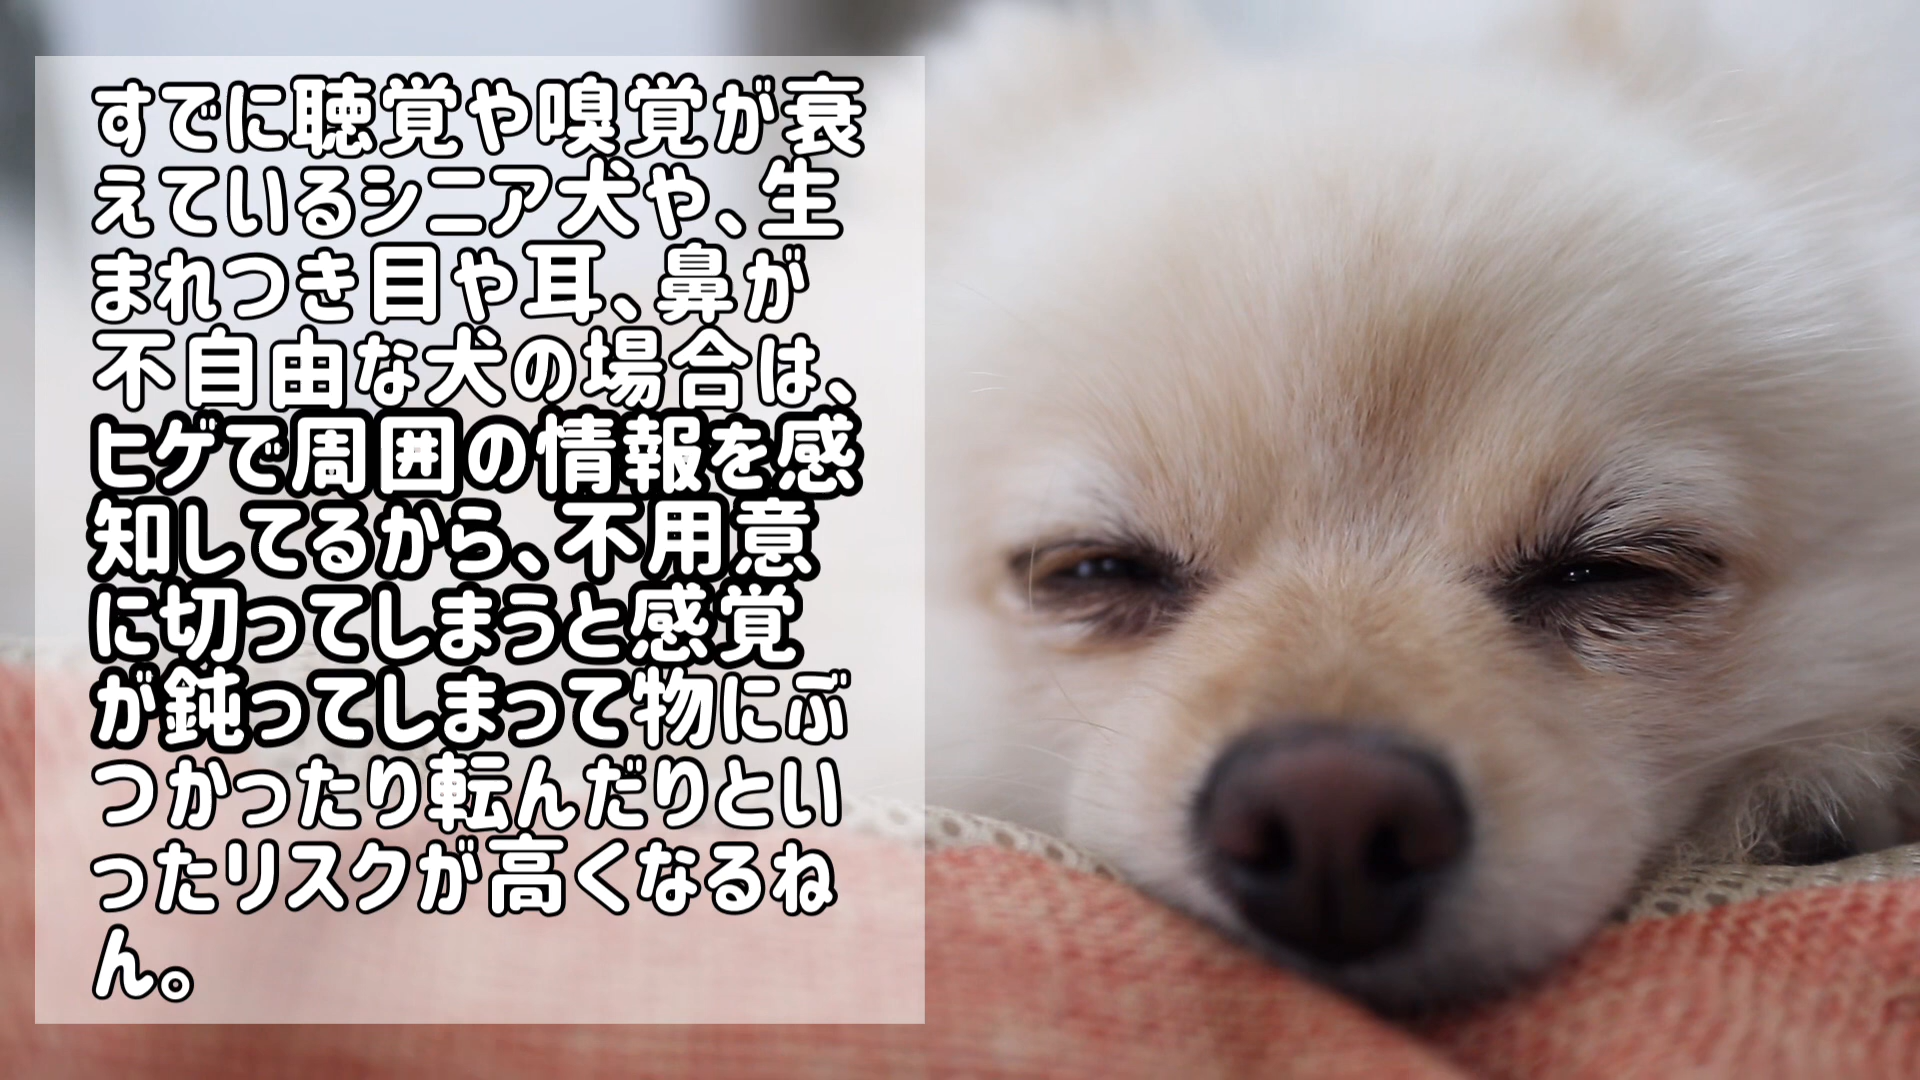 すでに聴覚や嗅覚が衰
えているシニア犬や、生
まれつき目や耳、鼻が
不自由な犬の場合は、
ヒゲで周囲の情報を感
知してるから、不用意
に切ってしまうと感覚
が鈍ってしまって物にぶ
つかったり転んだりとい
ったリスクが高くなるね
ん。